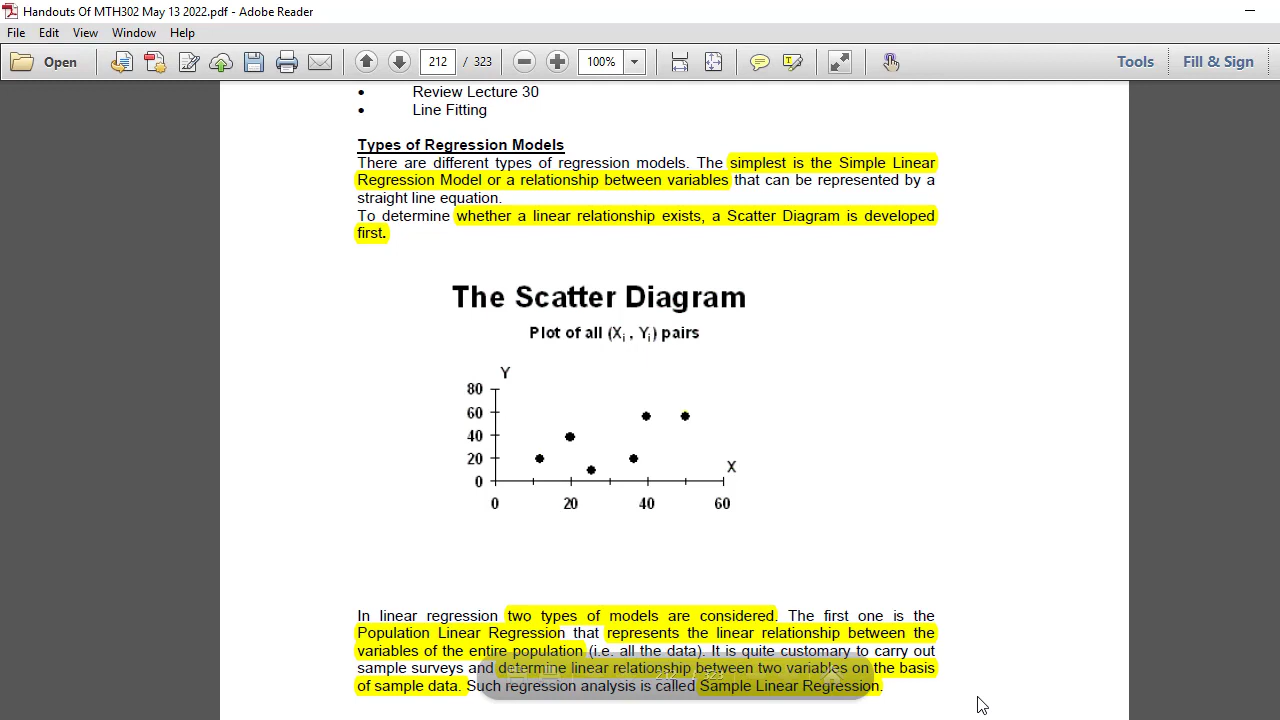 Handouts Of MTH302 May 13 2022.pdf - Adobe Reader
File Edit View Window Help
Open 212 / 323 100% Tools Fill & Sign
• Review Lecture 30
• Line Fitting
Types of Regression Models
There are different types of regression models. The simplest is the Simple Linear
Regression Model or a relationship between variables that can be represented by a
straight line equation.
To determine whether a linear relationship exists, a Scatter Diagram is developed
first.
The Scatter Diagram
Plot of all (Xi , Yi) pairs
Y
80
60
40
20
0
X
0 20 40 60
In linear regression two types of models are considered. The first one is the
Population Linear Regression that represents the linear relationship between the
variables of the entire population (i.e. all the data). It is quite customary to carry out
sample surveys and determine linear relationship between two variables on the basis
of sample data. Such regression analysis is called Sample Linear Regression.
212 / 323